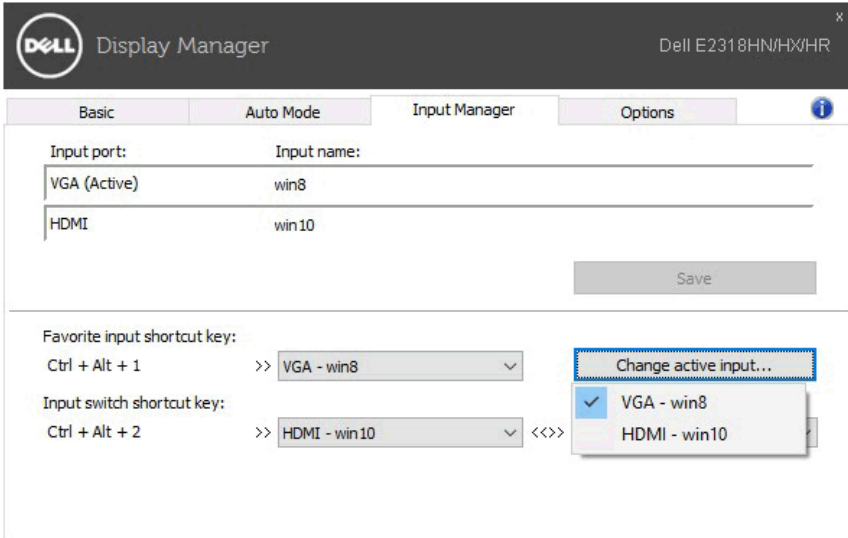 x
DELL Display Manager Dell E2318HN/HX/HR
Basic Auto Mode Input Manager Options i
Input port: Input name:
VGA (Active) win8
HDMI win10
Save
Favorite input shortcut key:
Ctrl + Alt + 1 >> VGA - win8 Change active input...
Input switch shortcut key: VGA - win8
Ctrl + Alt + 2 >> HDMI - win10 <<>> HDMI - win10